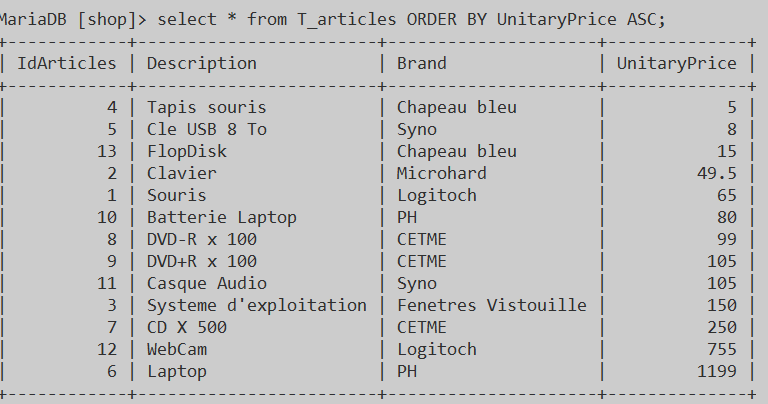 MariaDB [shop]> select * from T_articles ORDER BY UnitaryPrice ASC;
+------------+-------------------------+--------------------+--------------+
| IdArticles | Description             | Brand              | UnitaryPrice |
+------------+-------------------------+--------------------+--------------+
|          4 | Tapis souris            | Chapeau bleu       |            5 |
|          5 | Cle USB 8 To            | Syno               |            8 |
|         13 | FlopDisk                | Chapeau bleu       |           15 |
|          2 | Clavier                 | Microhard          |         49.5 |
|          1 | Souris                  | Logitoch           |           65 |
|         10 | Batterie Laptop         | PH                 |           80 |
|          8 | DVD-R x 100             | CETME              |           99 |
|          9 | DVD+R x 100             | CETME              |          105 |
|         11 | Casque Audio            | Syno               |          105 |
|          3 | Systeme d'exploitation  | Fenetres Vistouille |          150 |
|          7 | CD X 500                | CETME              |          250 |
|         12 | WebCam                  | Logitoch           |          755 |
|          6 | Laptop                  | PH                 |         1199 |
+------------+-------------------------+--------------------+--------------+